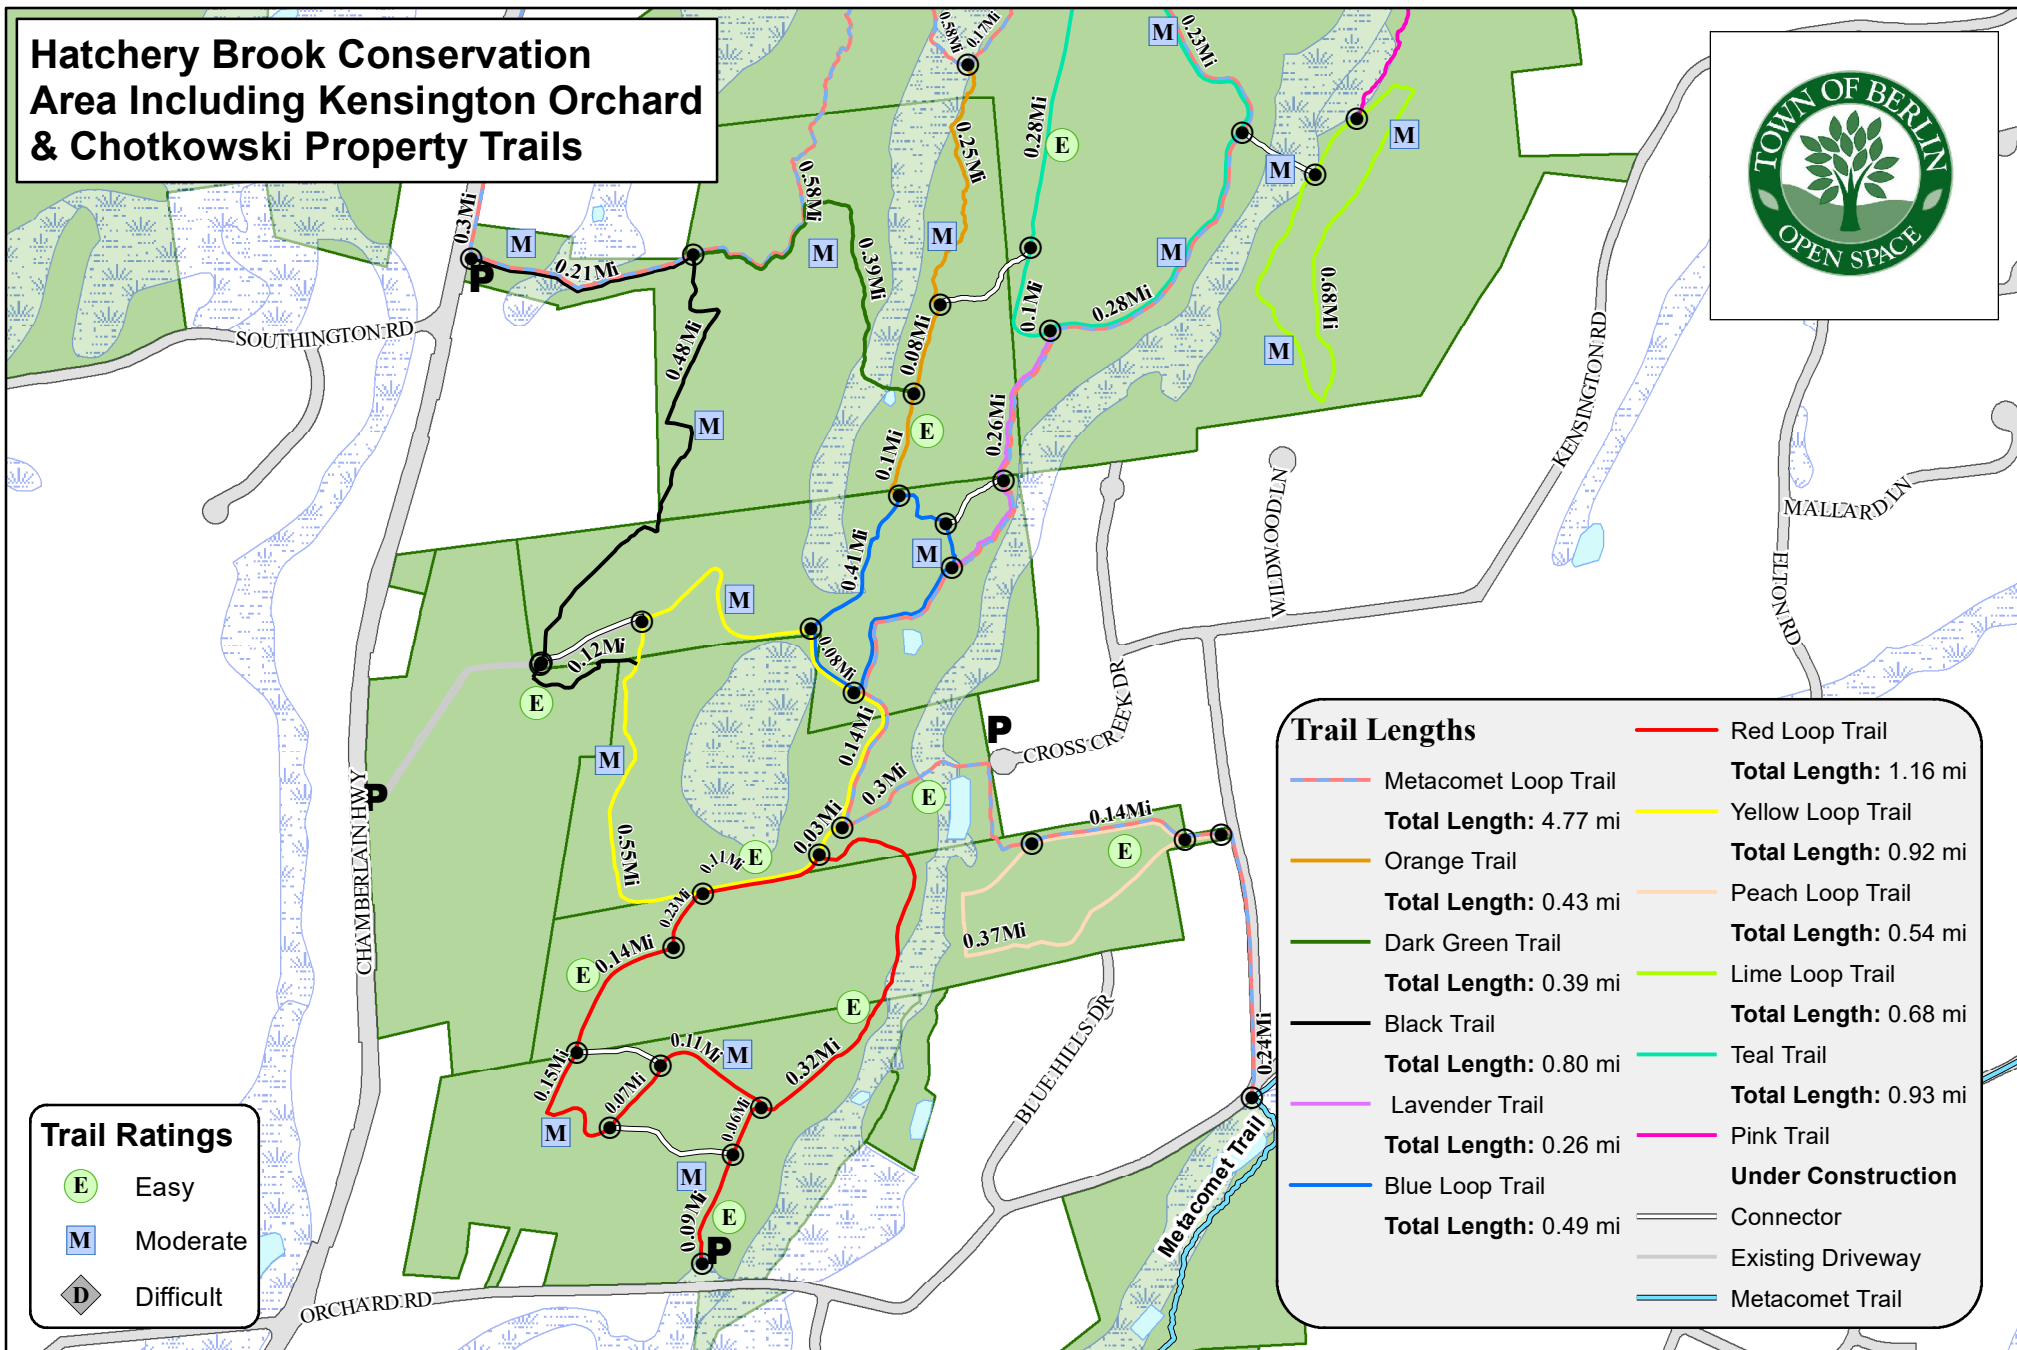 Hatchery Brook Conservation
Area Including Kensington Orchard
& Chotkowski Property Trails
TOWN OF BERLIN
OPEN SPACE
0.58Mi
0.17Mi
M
0.23Mi
0.25Mi
0.28Mi
E
M
M
0.3Mi
M
0.58Mi
M
M
M
P
0.21Mi
0.39Mi
0.1Mi
0.28Mi
0.68Mi
SOUTHINGTON RD
0.48Mi
0.08Mi
M
KENSINGTON RD
M
E
0.26Mi
0.1Mi
MALLARD LN
WILDWOOD LN
ELTON RD
0.41Mi
M
M
0.12Mi
0.08Mi
E
0.14Mi
CROSS CREEK DR
P
M
0.3Mi
E
P
CHAMBERLAIN HWY
0.03Mi
0.14Mi
0.55Mi
0.11Mi
E
E
0.23Mi
0.37Mi
0.14Mi
E
E
0.11Mi
M
0.32Mi
0.15Mi
0.07Mi
0.06Mi
M
M
0.09Mi
E
P
BLUE HILLS DR
0.24Mi
Metacomet Trail
ORCHARD RD
Trail Ratings
E Easy
M Moderate
D Difficult
Trail Lengths
Metacomet Loop Trail
Total Length: 4.77 mi
Orange Trail
Total Length: 0.43 mi
Dark Green Trail
Total Length: 0.39 mi
Black Trail
Total Length: 0.80 mi
Lavender Trail
Total Length: 0.26 mi
Blue Loop Trail
Total Length: 0.49 mi
Red Loop Trail
Total Length: 1.16 mi
Yellow Loop Trail
Total Length: 0.92 mi
Peach Loop Trail
Total Length: 0.54 mi
Lime Loop Trail
Total Length: 0.68 mi
Teal Trail
Total Length: 0.93 mi
Pink Trail
Under Construction
Connector
Existing Driveway
Metacomet Trail